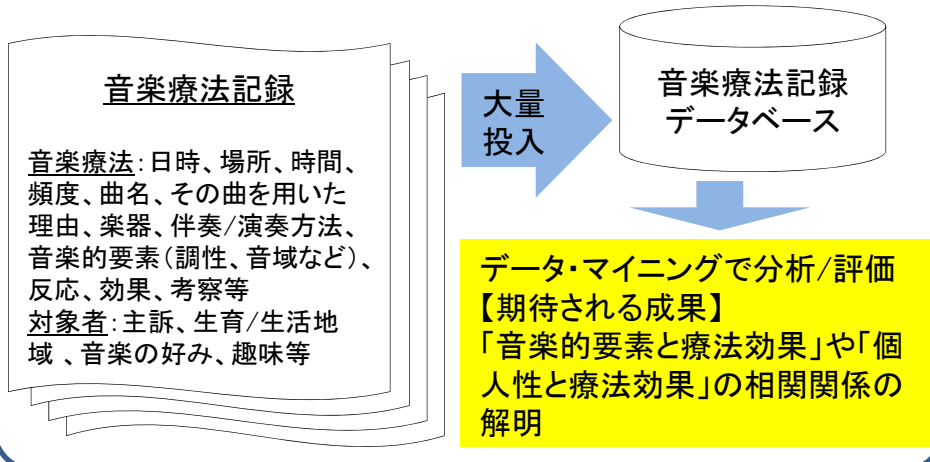 音楽療法記録
音楽療法:日時、場所、時間、
頻度、曲名、その曲を用いた
理由、楽器、伴奏/演奏方法、
音楽的要素(調性、音域など)、
反応、効果、考察等
対象者:主訴、生育/生活地
域 、音楽の好み、趣味等
大量
投入
音楽療法記録
データベース
データ・マイニングで分析/評価
【期待される成果】
「音楽的要素と療法効果」や「個
人性と療法効果」の相関関係の
解明